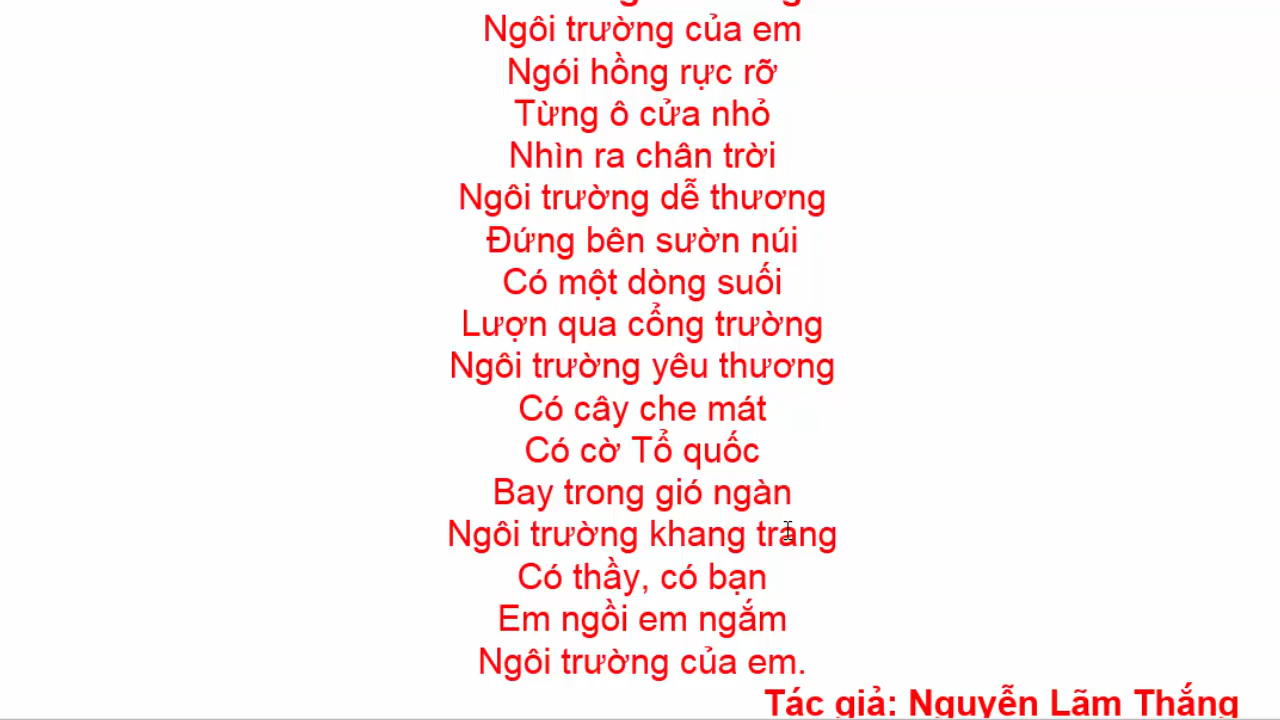 Ngôi trường của em
Ngói hồng rực rỡ
Từng ô cửa nhỏ
Nhìn ra chân trời
Ngôi trường dễ thương
Đứng bên sườn núi
Có một dòng suối
Lượn qua cổng trường
Ngôi trường yêu thương
Có cây che mát
Có cờ Tổ quốc
Bay trong gió ngàn
Ngôi trường khang trang
Có thầy, có bạn
Em ngồi em ngắm
Ngôi trường của em.
Tác giả: Nguyễn Lãm Thắng